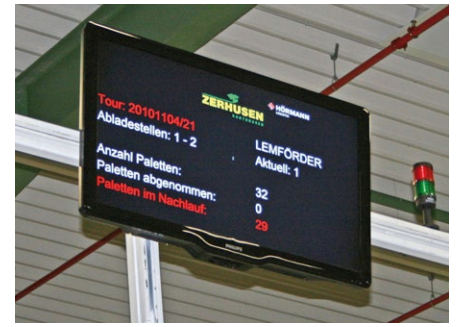 ZERHUSEN
KARTONAGEN
HÖRMANN
Tour: 20101104/21 LEMFÖRDER
Abladestellen: 1 - 2 Aktuell: 1
Anzahl Paletten: 32
Paletten abgenommen: 0
Paletten im Nachlauf: 29
PHILIPS